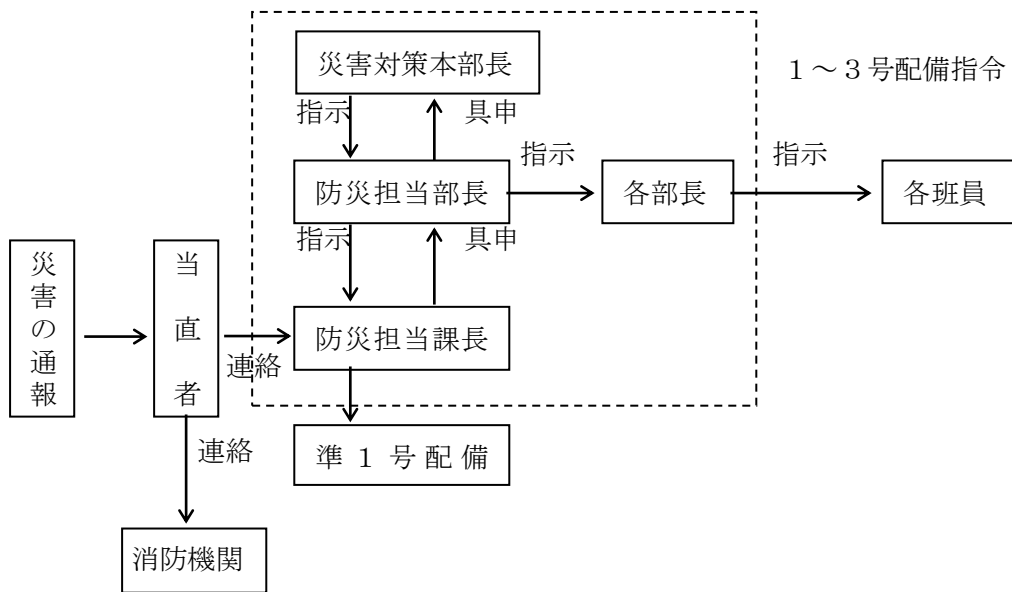 災害対策本部長
１～３号配備指令
指示
具申
防災担当部長
指示
各部長
指示
各班員
指示
具申
災害の通報
当直者
連絡
防災担当課長
連絡
準１号配備
消防機関